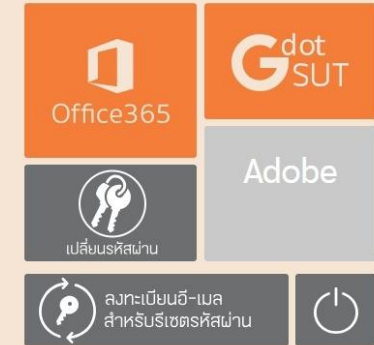 Office365
G dot
SUT
Adobe
เปลี่ยนรหัสผ่าน
ลงทะเบียนอี-เมล
สำหรับรีเซตรหัสผ่าน